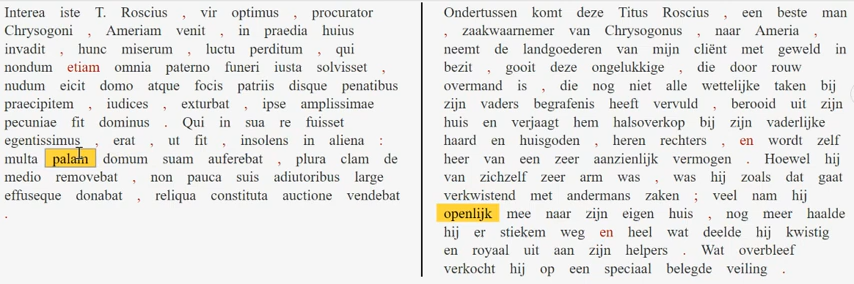 Interea iste T. Roscius , vir optimus , procurator
Chrysogoni , Ameriam venit , in praedia huius
invadit , hunc miserum , luctu perditum , qui
nondum etiam omnia paterno funeri iusta solvisset ,
nudum eicit domo atque focis patriis disque penatibus
praecipitem , iudices , exturbat , ipse amplissimae
pecuniae fit dominus . Qui in sua re fuisset
egentissimus , erat , ut fit , insolens in aliena :
multa palam domum suam auferebat , plura clam de
medio removebat , non pauca suis adiutoribus large
effuseque donabat , reliqua constituta auctione vendebat
.
Ondertussen komt deze Titus Roscius , een beste man
, zaakwaarnemer van Chrysogonus , naar Ameria ,
neemt de landgoederen van mijn cliënt met geweld in
bezit , gooit deze ongelukkige , die door rouw
overmand is , die nog niet alle wettelijke taken bij
zijn vaders begrafenis heeft vervuld , berooid uit zijn
huis en verjaagt hem halsoverkop bij zijn vaderlijke
haard en huisgoden , heren rechters , en wordt zelf
heer van een zeer aanzienlijk vermogen . Hoewel hij
van zichzelf zeer arm was , was hij zoals dat gaat
verkwistend met andermans zaken ; veel nam hij
openlijk mee naar zijn eigen huis , nog meer haalde
hij er stiekem weg en heel wat deelde hij kwistig
en royaal uit aan zijn helpers . Wat overbleef
verkocht hij op een speciaal belegde veiling .